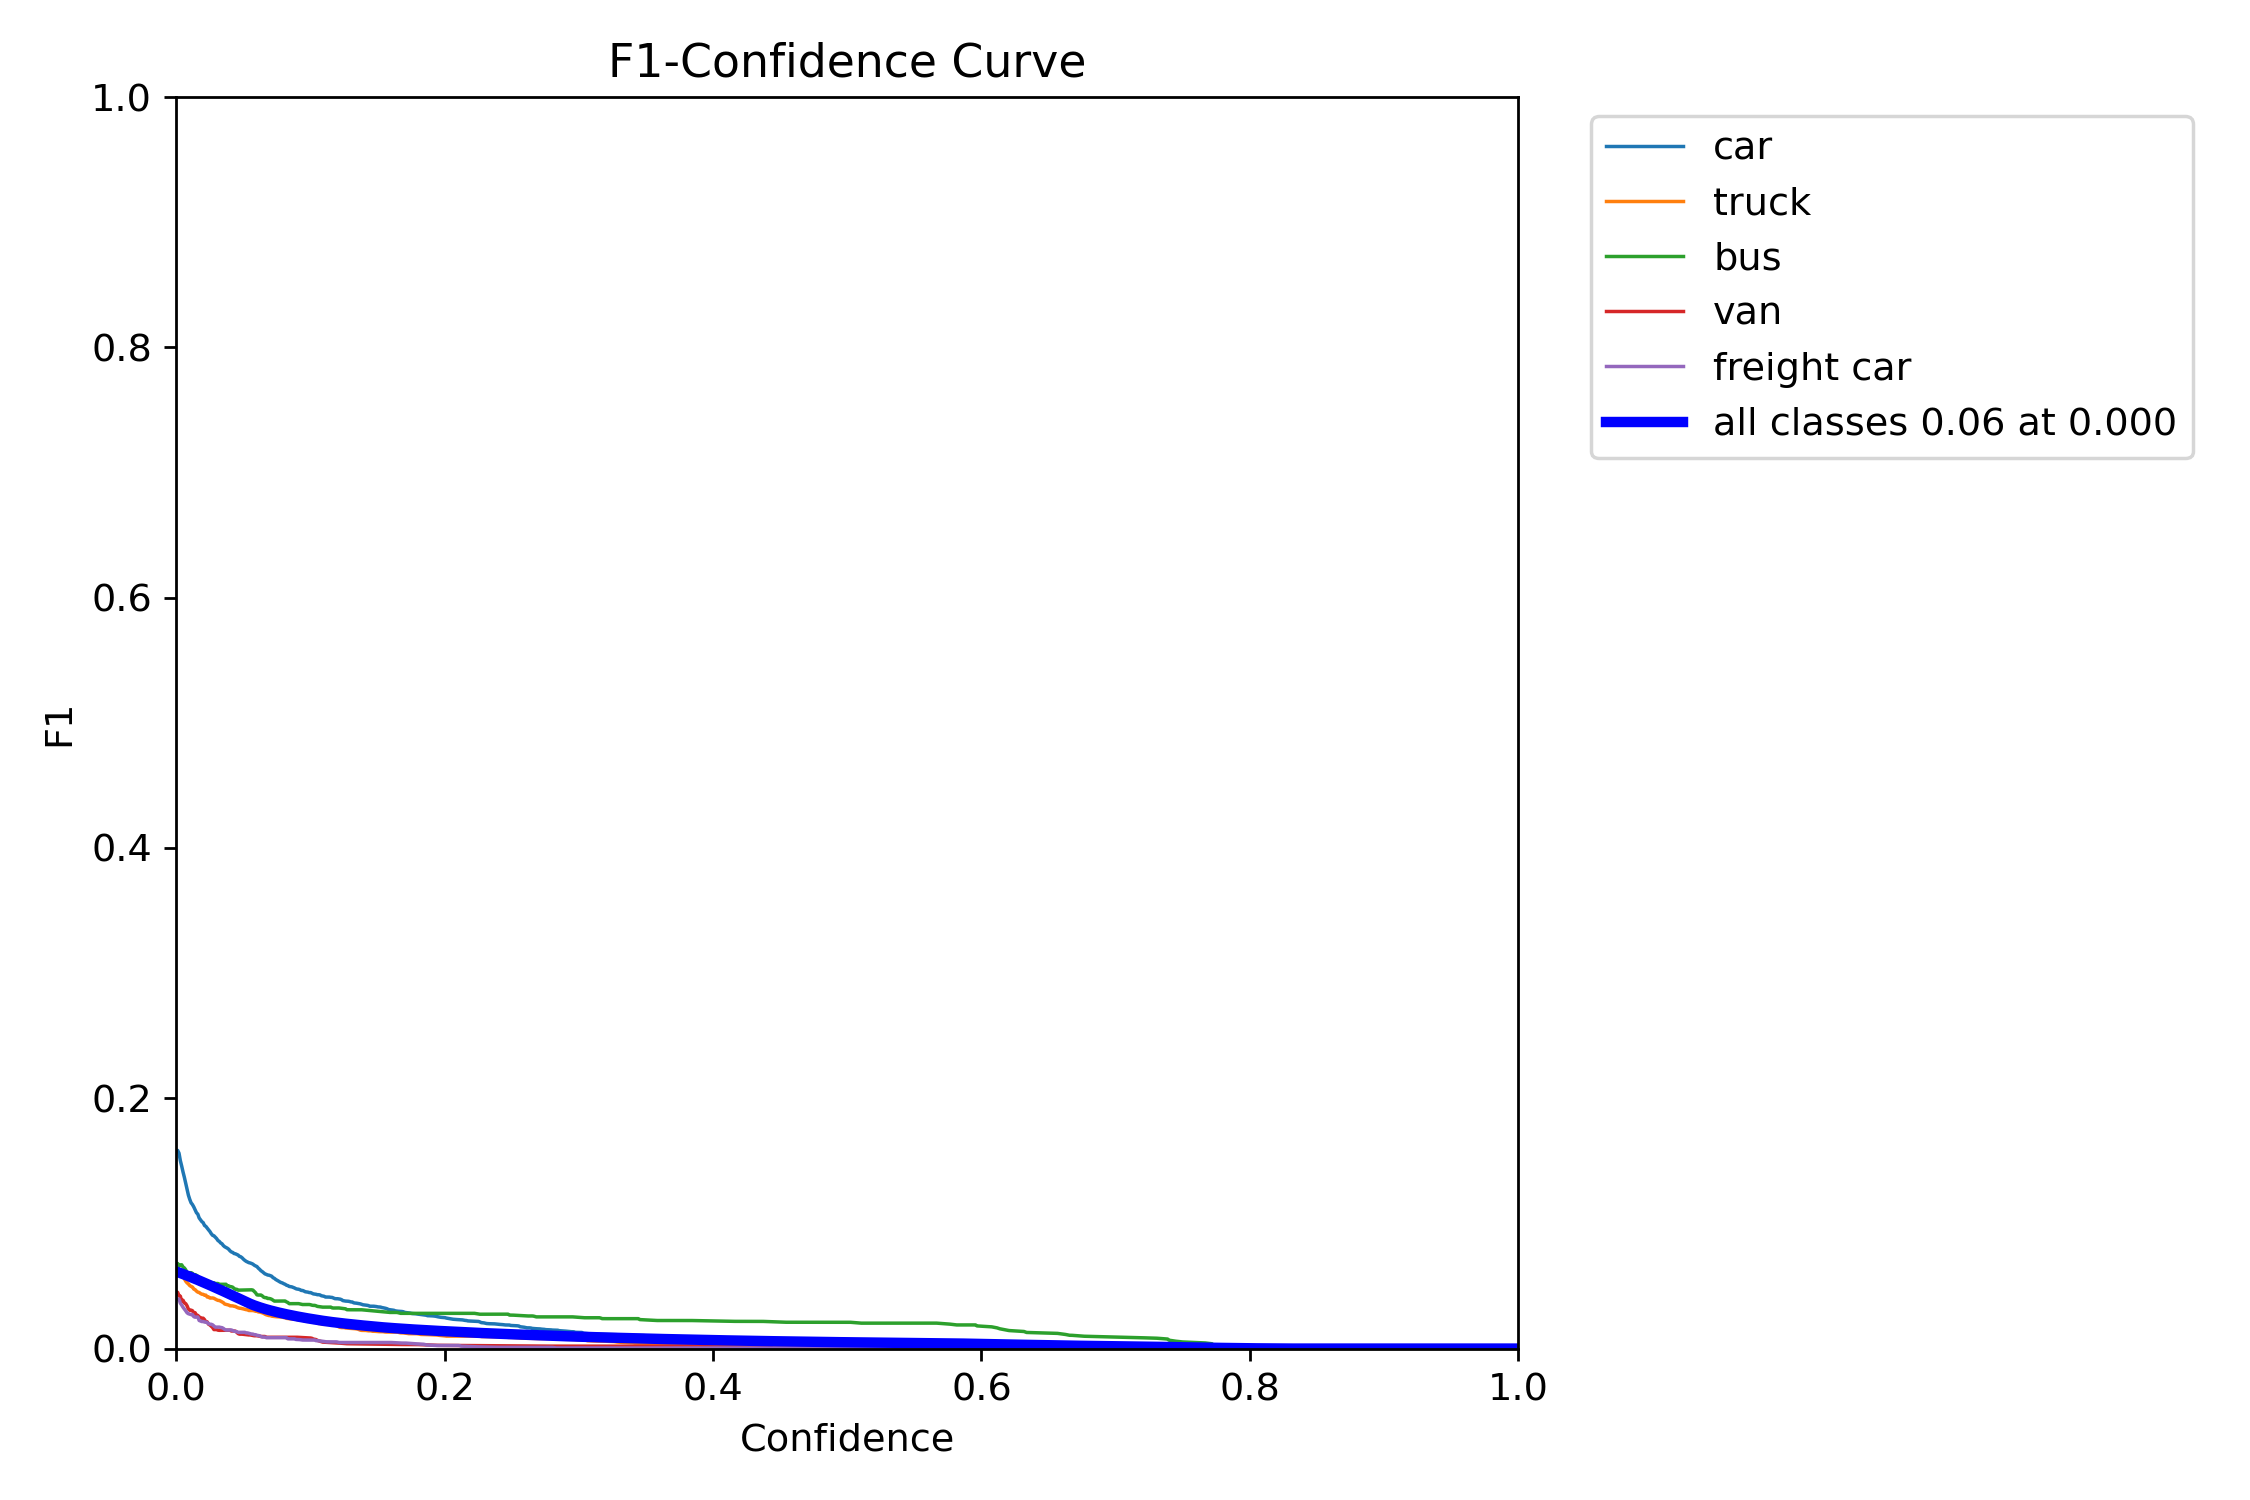 F1-Confidence Curve
1.0
0.8
0.6
0.4
0.2
0.0
F1
0.0 0.2 0.4 0.6 0.8 1.0
Confidence
car
truck
bus
van
freight car
all classes 0.06 at 0.000